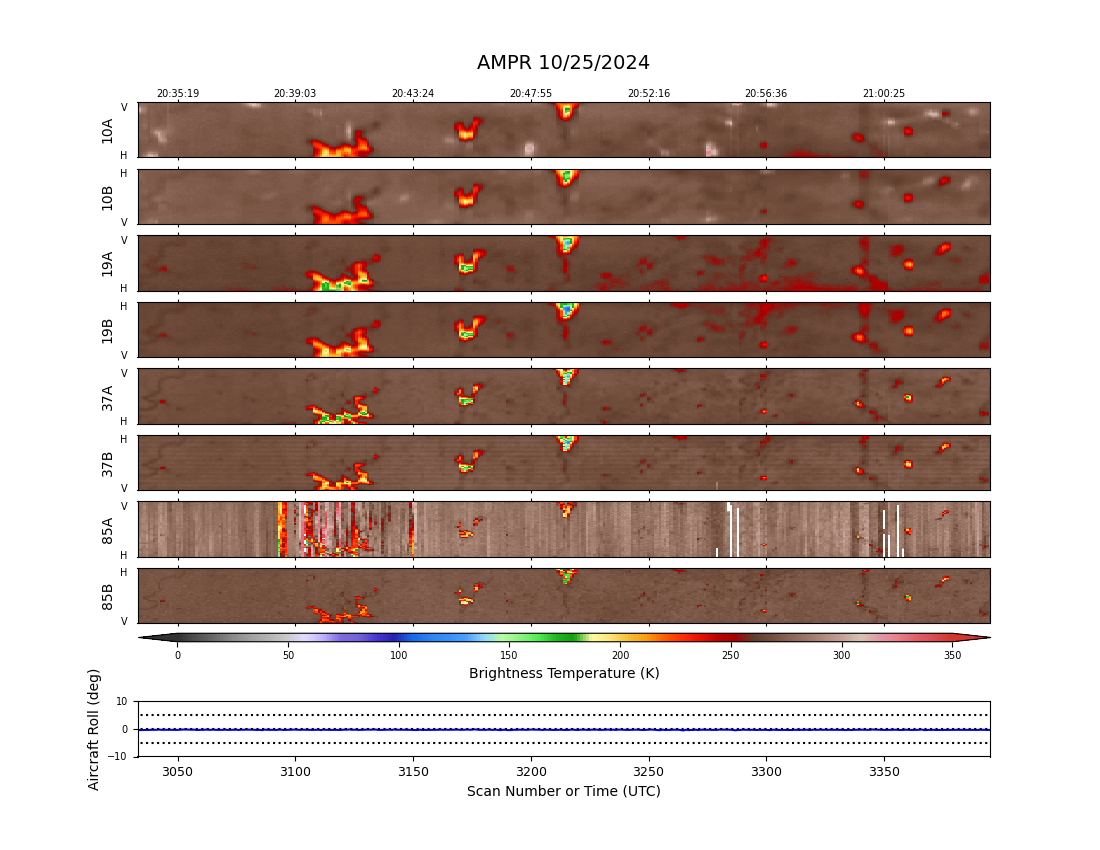 AMPR 10/25/2024
20:35:19 20:39:03 20:43:24 20:47:55 20:52:16 20:56:36 21:00:25
V
10A
H
H
10B
V
V
19A
H
H
19B
V
V
37A
H
H
37B
V
V
85A
H
H
85B
V
0 50 100 150 200 250 300 350
Brightness Temperature (K)
Aircraft Roll (deg)
10
0
−10
3050 3100 3150 3200 3250 3300 3350
Scan Number or Time (UTC)